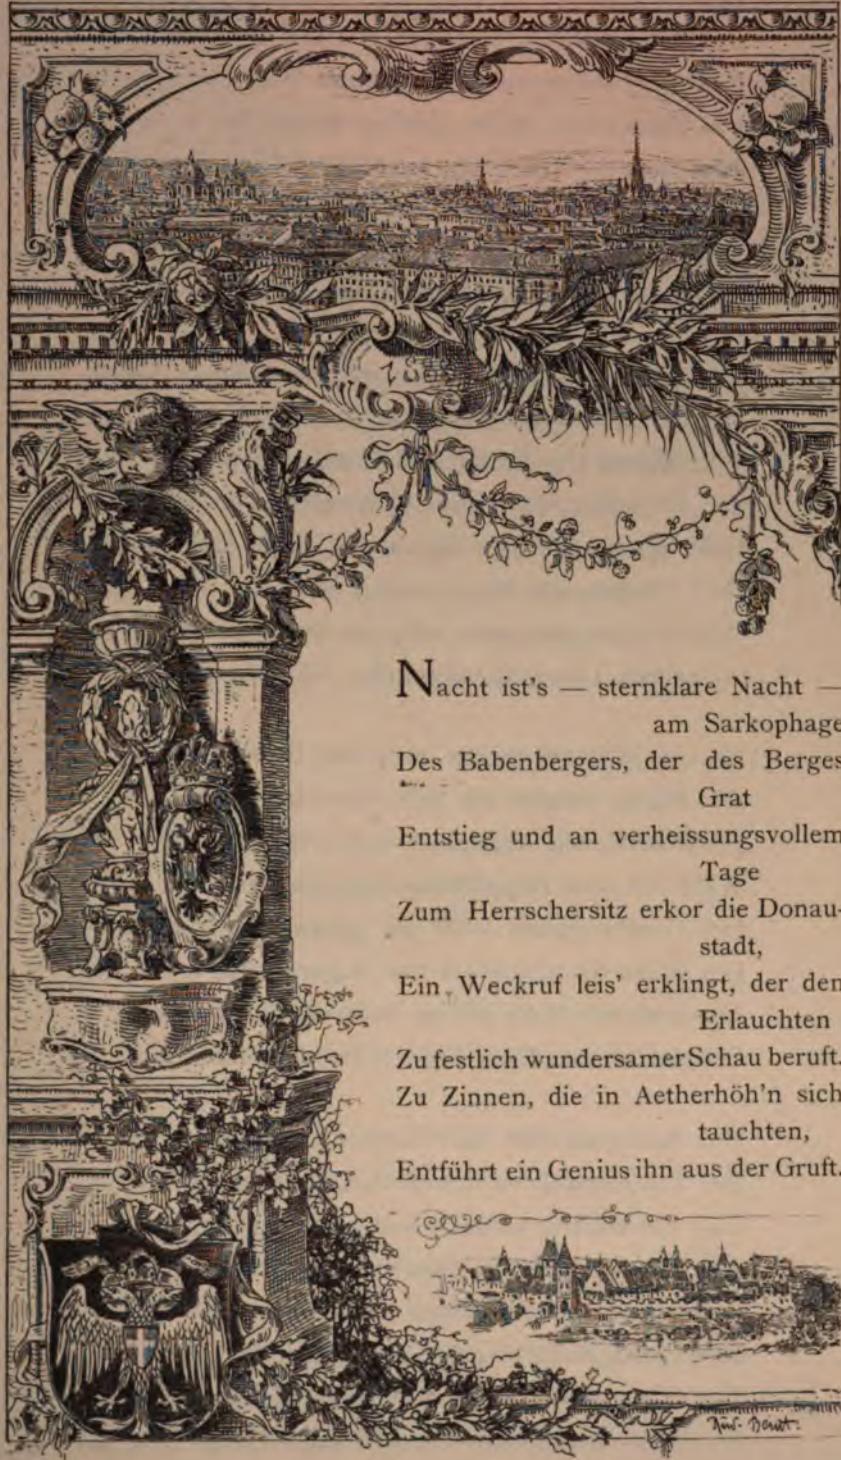 Nacht ist's — sternklare Nacht —
am Sarkophage
Des Babenbergers, der des Berges
Grat
Entstieg und an verheissungsvollem
Tage
Zum Herrschersitz erkor die Donau-
stadt,
Ein Weckruf leis' erklingt, der den
Erlauchten
Zu festlich wundersamer Schau beruft.
Zu Zinnen, die in Aetherhöh'n sich
tauchten,
Entführt ein Genius ihn aus der Gruft.
Rud. Bernt.